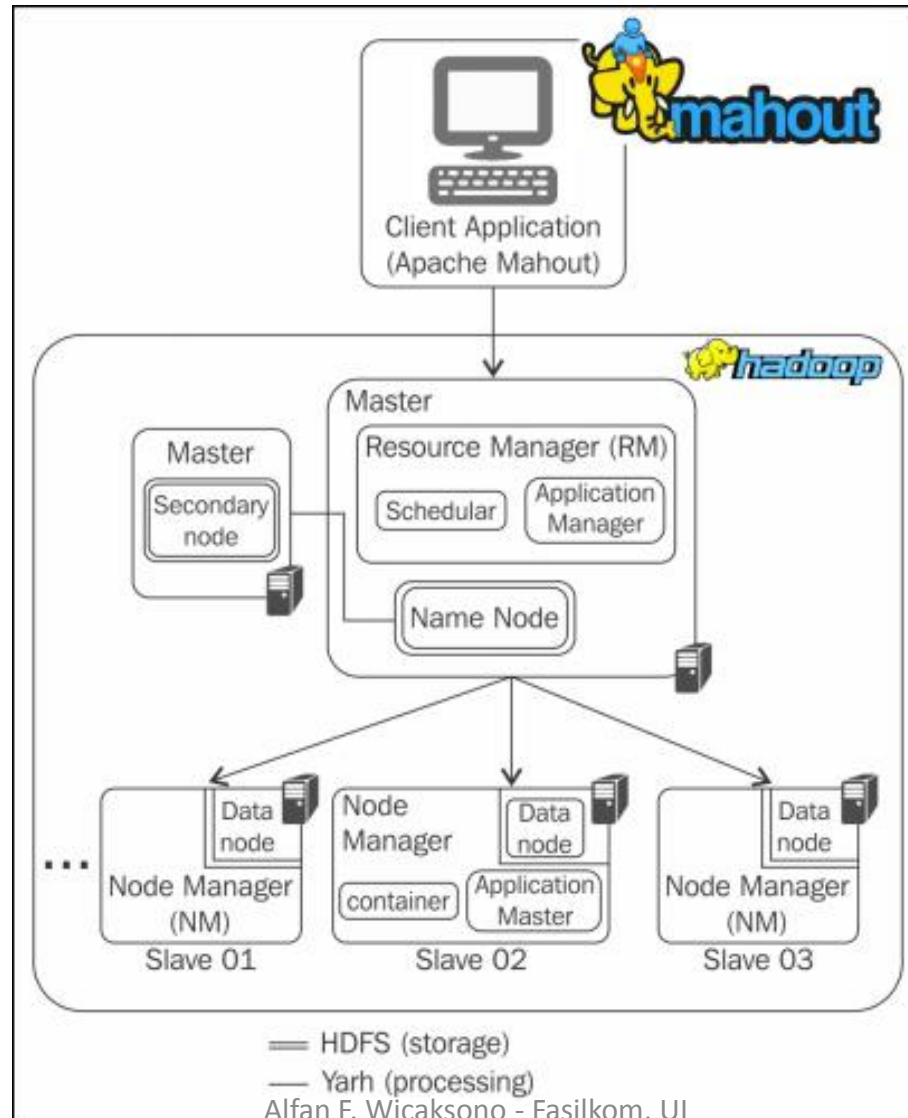 mahout
Client Application
(Apache Mahout)
hadoop
Master
Resource Manager (RM)
Schedular
Application
Manager
Master
Secondary
node
Name Node
Data
node
Node Manager
(NM)
Slave 01
Node
Manager
Data
node
container
Application
Master
Slave 02
Data
node
Node Manager
(NM)
Slave 03
...
HDFS (storage)
Yarh (processing)
Alfan F. Wicaksono - Fasilkom, UI